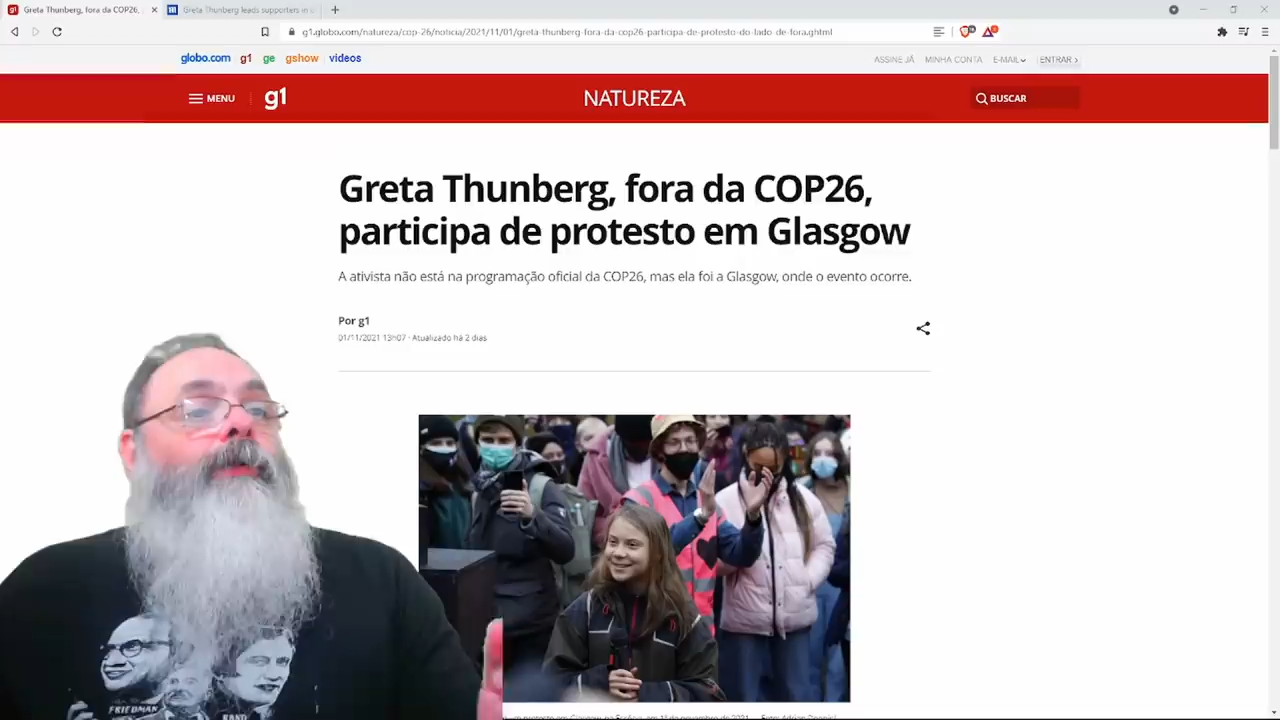 Greta Thunberg, fora da COP26,
Greta Thunberg leads supporters in
g1.globo.com/natureza/cop-26/noticia/2021/11/01/greta-thunberg-fora-da-cop26-participa-de-protesto-do-lado-de-fora.ghtml
globo.com g1 ge gshow videos
ASSINE JÁ MINHA CONTA E-MAIL ENTRAR
MENU g1 NATUREZA BUSCAR
Greta Thunberg, fora da COP26,
participa de protesto em Glasgow
A ativista não está na programação oficial da COP26, mas ela foi a Glasgow, onde o evento ocorre.
Por g1
01/11/2021 13h07 · Atualizado há 2 dias
FRIEDMAN
RAND